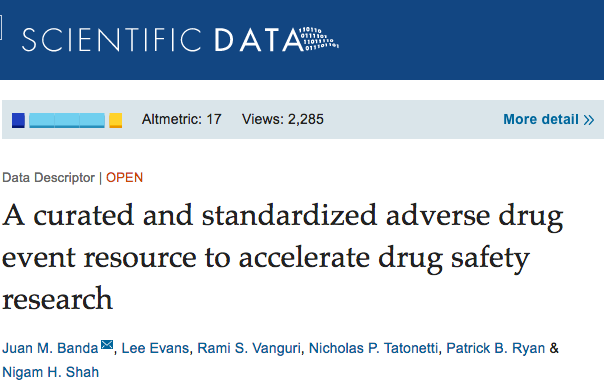 SCIENTIFIC DATA
Altmetric: 17 Views: 2,285 More detail »
Data Descriptor | OPEN
A curated and standardized adverse drug
event resource to accelerate drug safety
research
Juan M. Banda, Lee Evans, Rami S. Vanguri, Nicholas P. Tatonetti, Patrick B. Ryan &
Nigam H. Shah